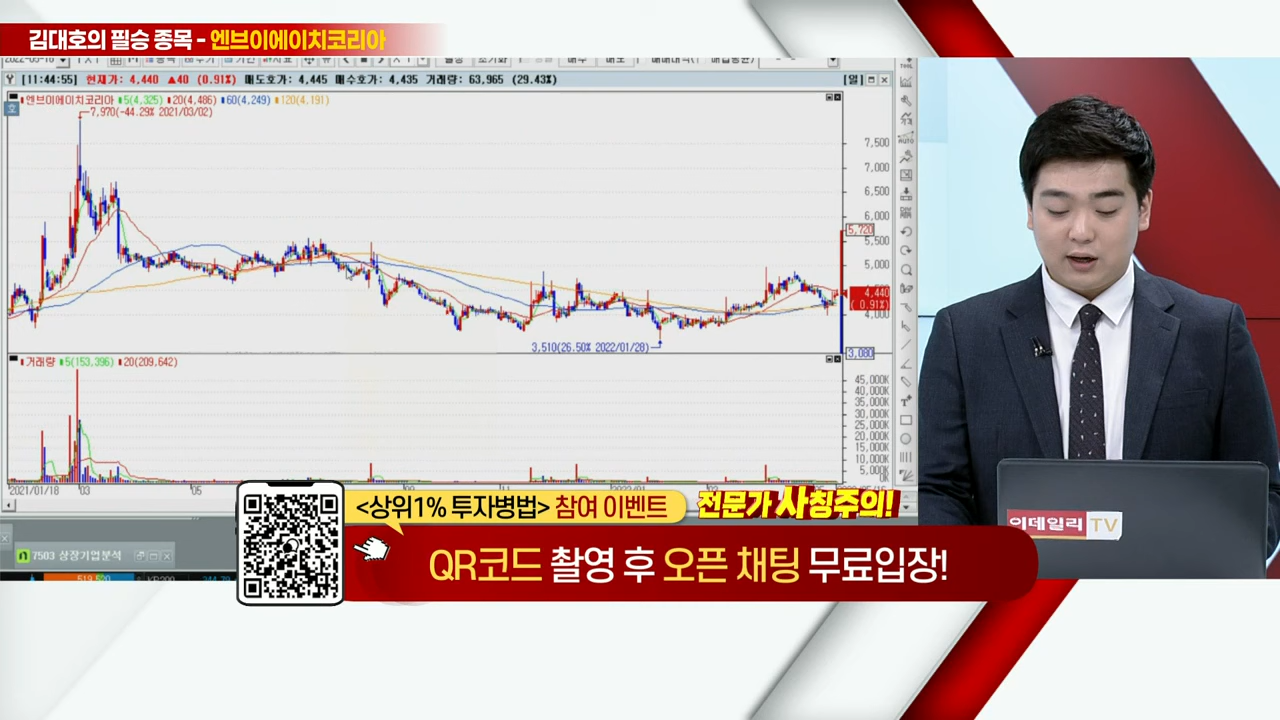 김대호의 필승 종목 - 엔브이에이치코리아
[11:44:55] 현재가: 4,440 ▲40 (0.91%) 매도호가: 4,445 매수호가: 4,435 거래량: 63,965 (29.43%) [일]
엔브이에이치코리아 5(4,325) 20(4,486) 60(4,249) 120(4,191)
7,970(-44.29% 2021/03/02)
7,500
7,000
6,500
6,000
5,720
5,500
5,000
4,440
( 0.91%)
4,000
3,510(26.50% 2022/01/28)
3,080
거래량 5(153,396) 20(209,642)
45,000K
40,000K
35,000K
30,000K
25,000K
20,000K
15,000K
10,000K
5,000K
2021/01/18 03 05
<상위1% 투자병법> 참여 이벤트
전문가 사칭주의!
QR코드 촬영 후 오픈 채팅 무료입장!
7503 상장기업분석
이데일리 TV